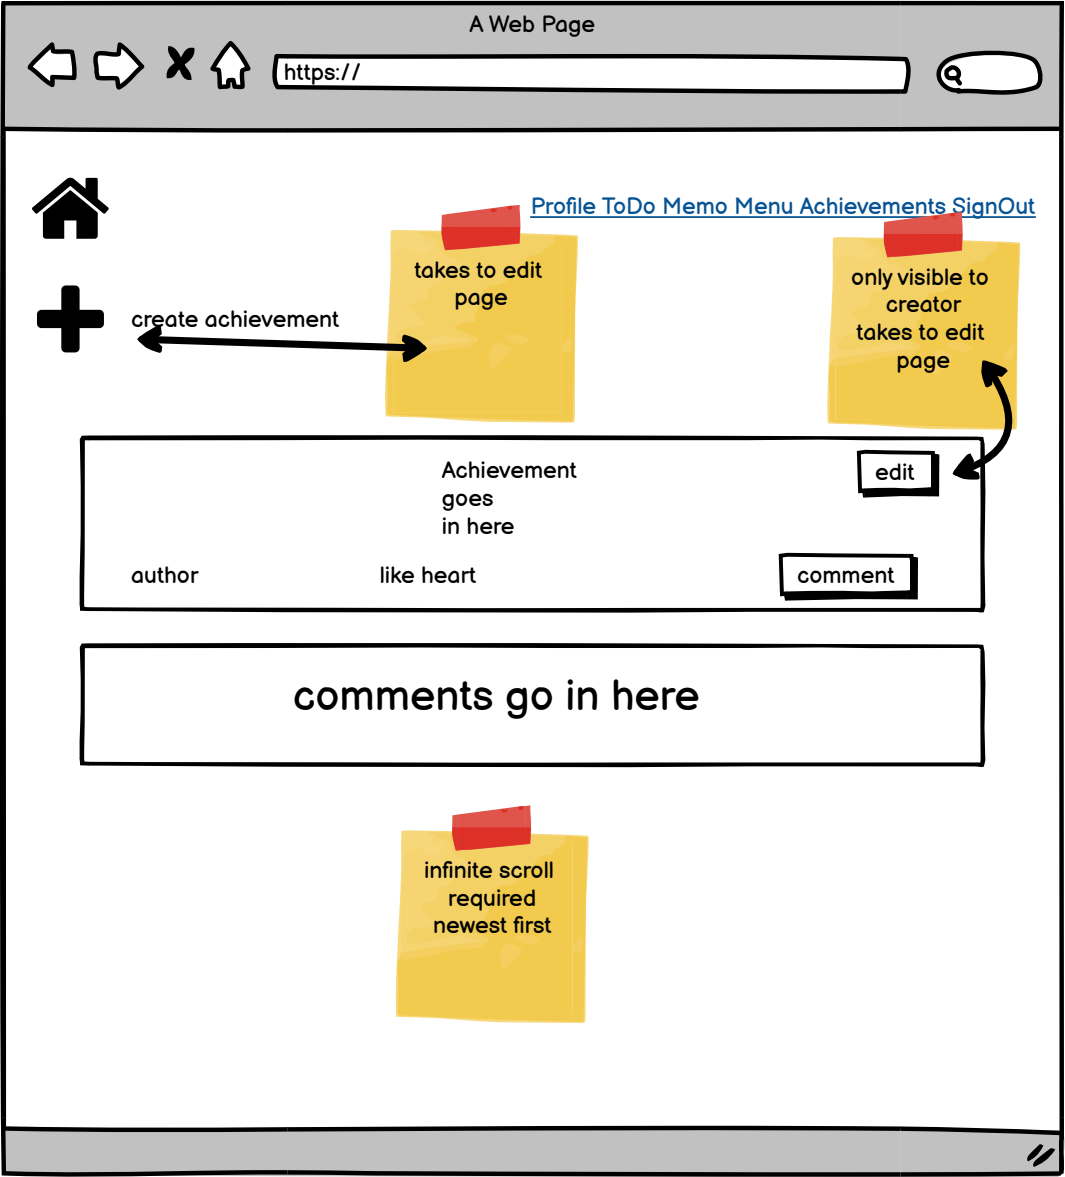 A Web Page
https://
Profile ToDo Memo Menu Achievements SignOut
takes to edit
page
only visible to
creator
takes to edit
page
create achievement
Achievement
goes
in here
edit
author
like heart
comment
comments go in here
infinite scroll
required
newest first